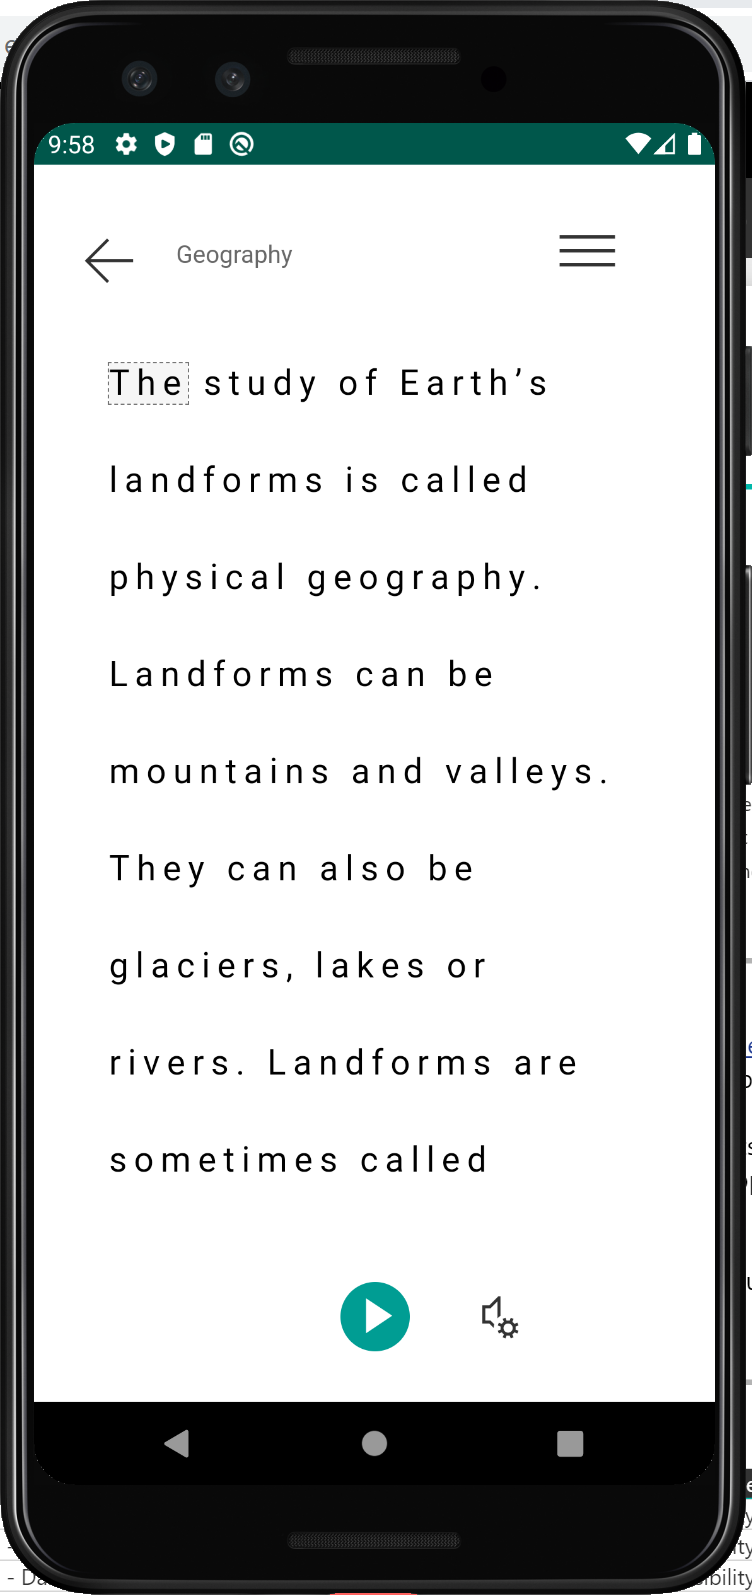 9:58
Geography
The study of Earth’s
landforms is called
physical geography.
Landforms can be
mountains and valleys.
They can also be
glaciers, lakes or
rivers. Landforms are
sometimes called